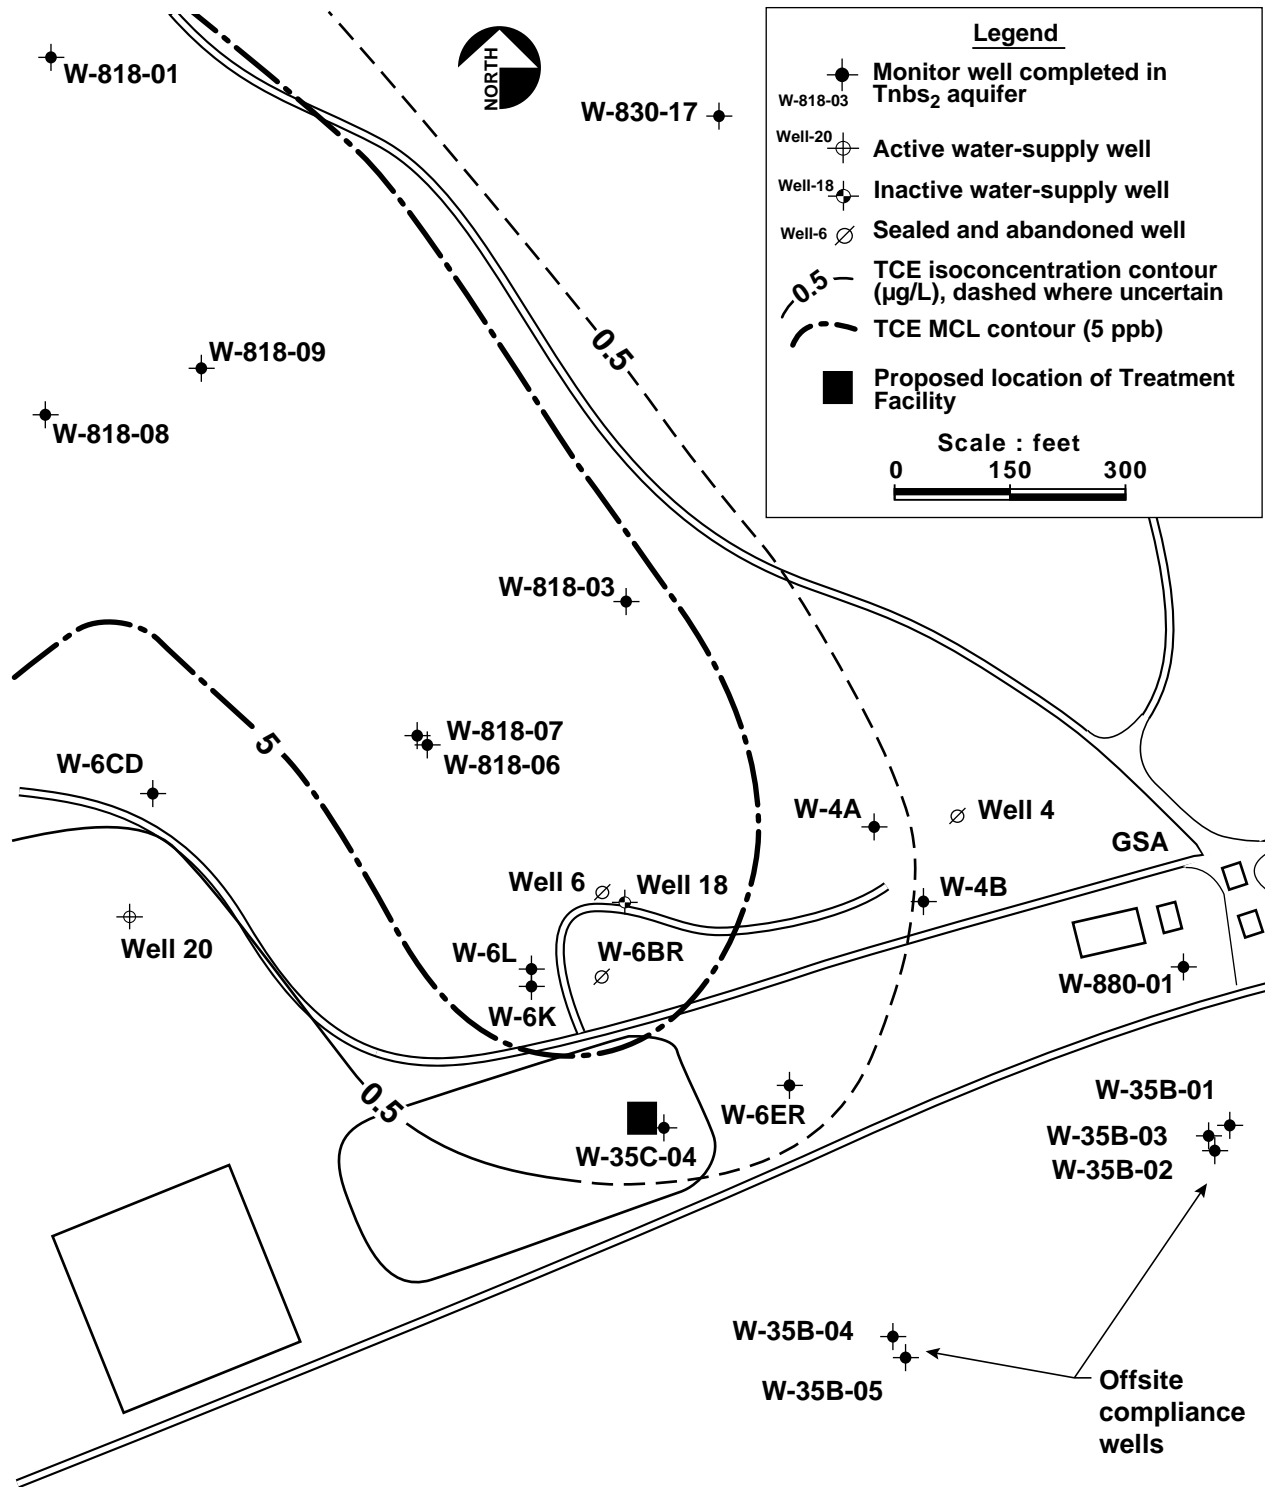 W-818-01
NORTH
W-830-17
Legend
W-818-03
Monitor well completed in
Tnbs₂ aquifer
Well-20
Active water-supply well
Well-18
Inactive water-supply well
Well-6
Sealed and abandoned well
0.5
TCE isoconcentration contour
(µg/L), dashed where uncertain
TCE MCL contour (5 ppb)
Proposed location of Treatment
Facility
Scale : feet
0 150 300
W-818-09
W-818-08
0.5
W-818-03
W-818-07
W-818-06
5
W-6CD
W-4A
Well 4
GSA
Well 6
Well 18
W-4B
Well 20
W-6L
W-6BR
W-880-01
W-6K
0.5
W-6ER
W-35C-04
W-35B-01
W-35B-03
W-35B-02
W-35B-04
W-35B-05
Offsite
compliance
wells